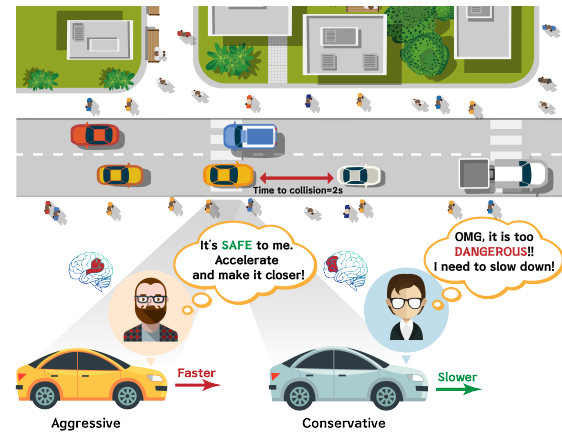 Time to collision=2s
It's SAFE to me.
Accelerate
and make it closer!
OMG, it is too
DANGEROUS!!
I need to slow down!
Faster
Slower
Aggressive
Conservative